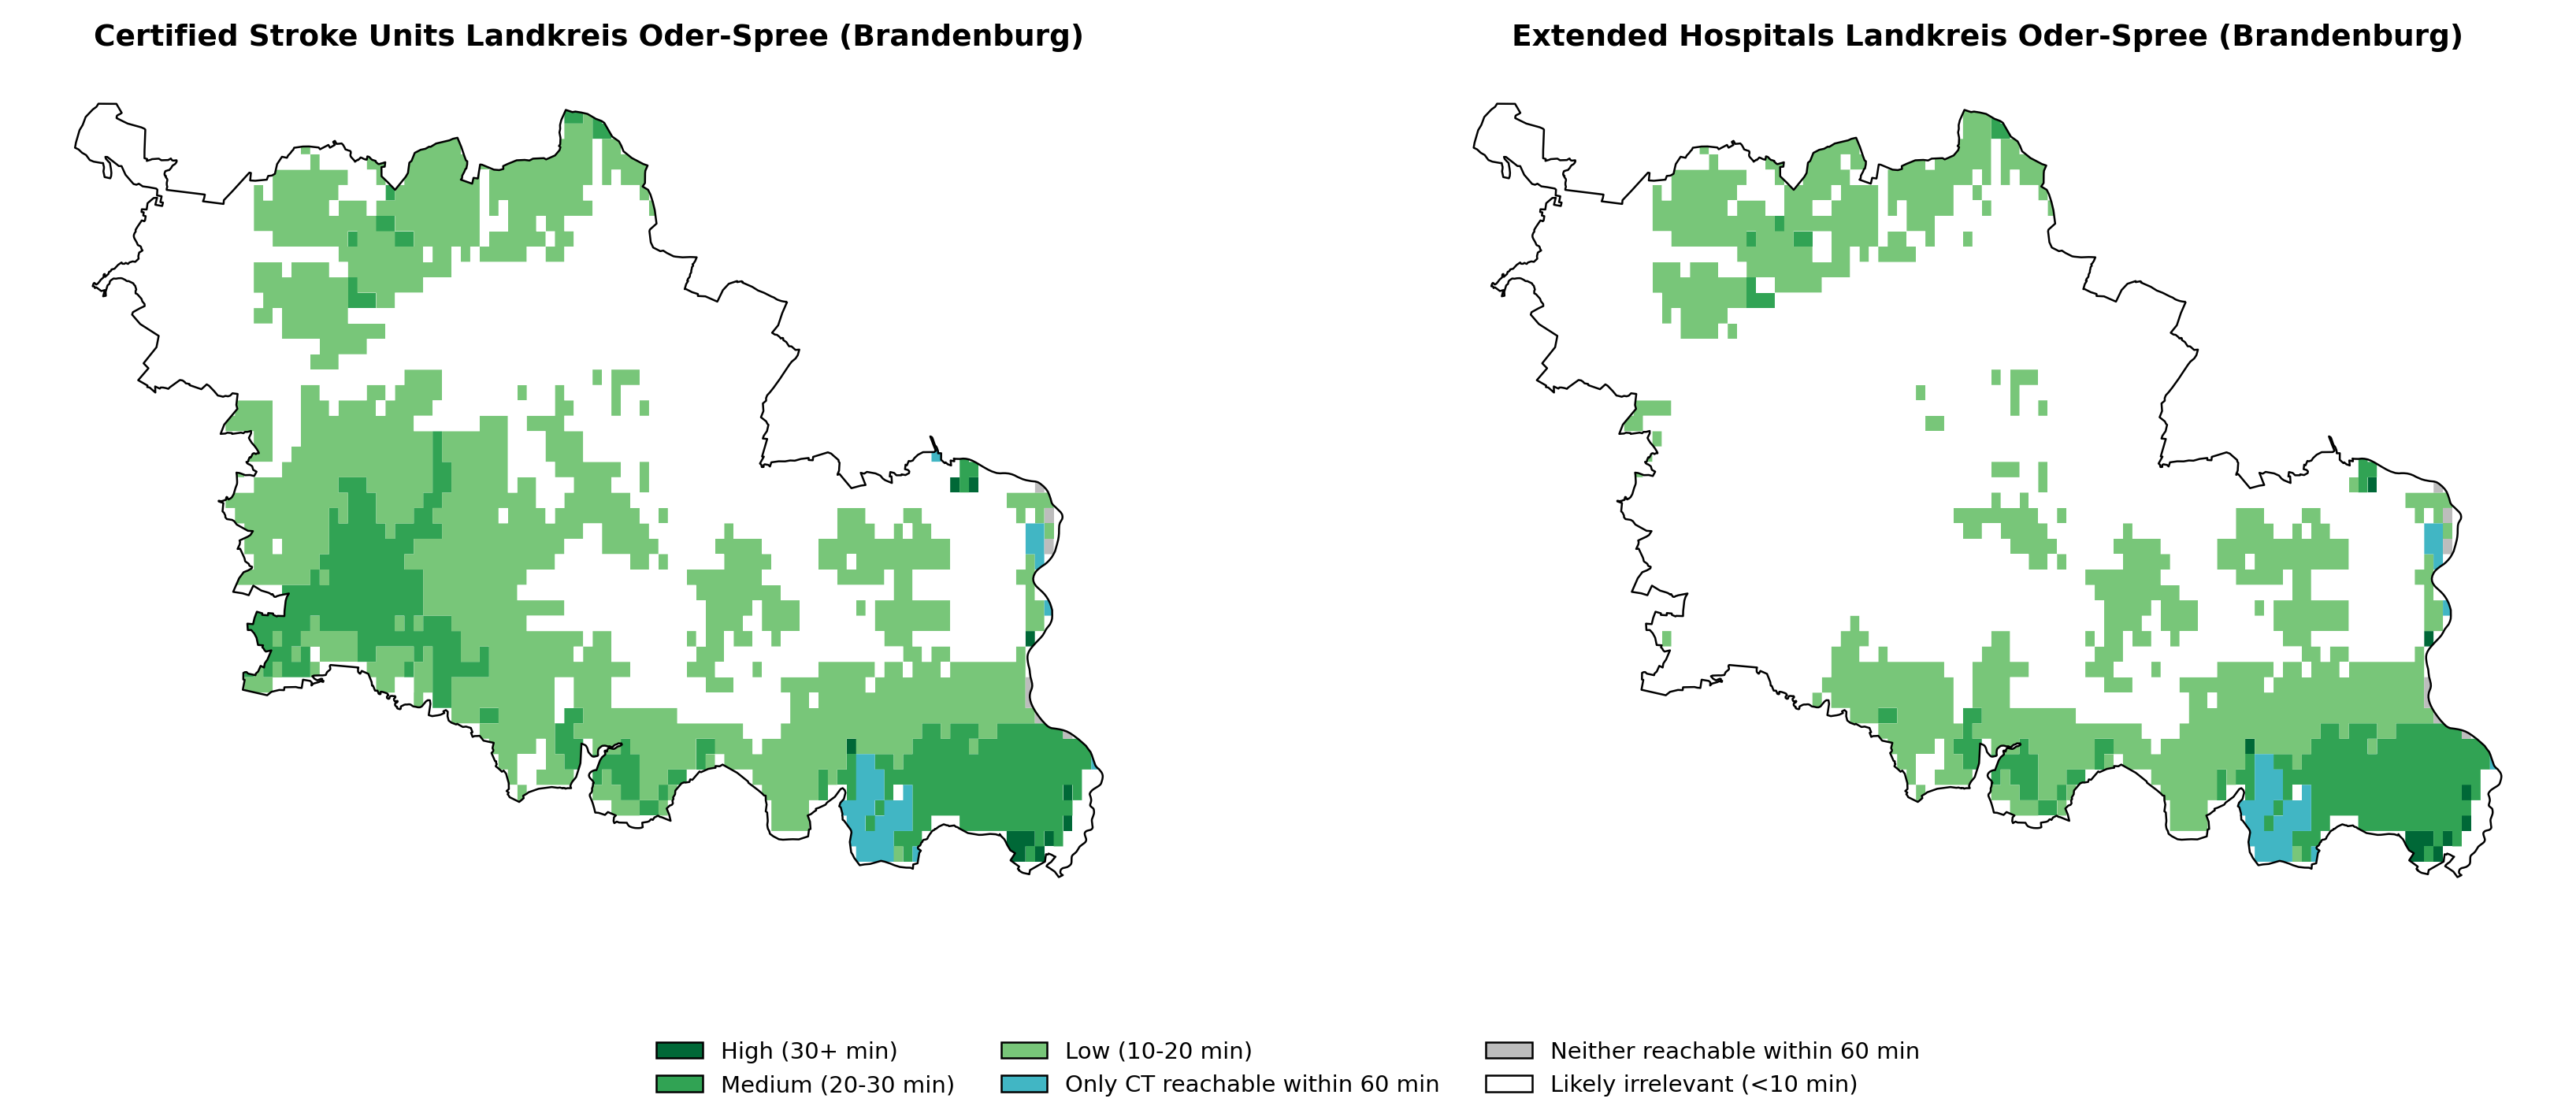 Certified Stroke Units Landkreis Oder-Spree (Brandenburg)
Extended Hospitals Landkreis Oder-Spree (Brandenburg)
High (30+ min)
Medium (20-30 min)
Low (10-20 min)
Only CT reachable within 60 min
Neither reachable within 60 min
Likely irrelevant (<10 min)